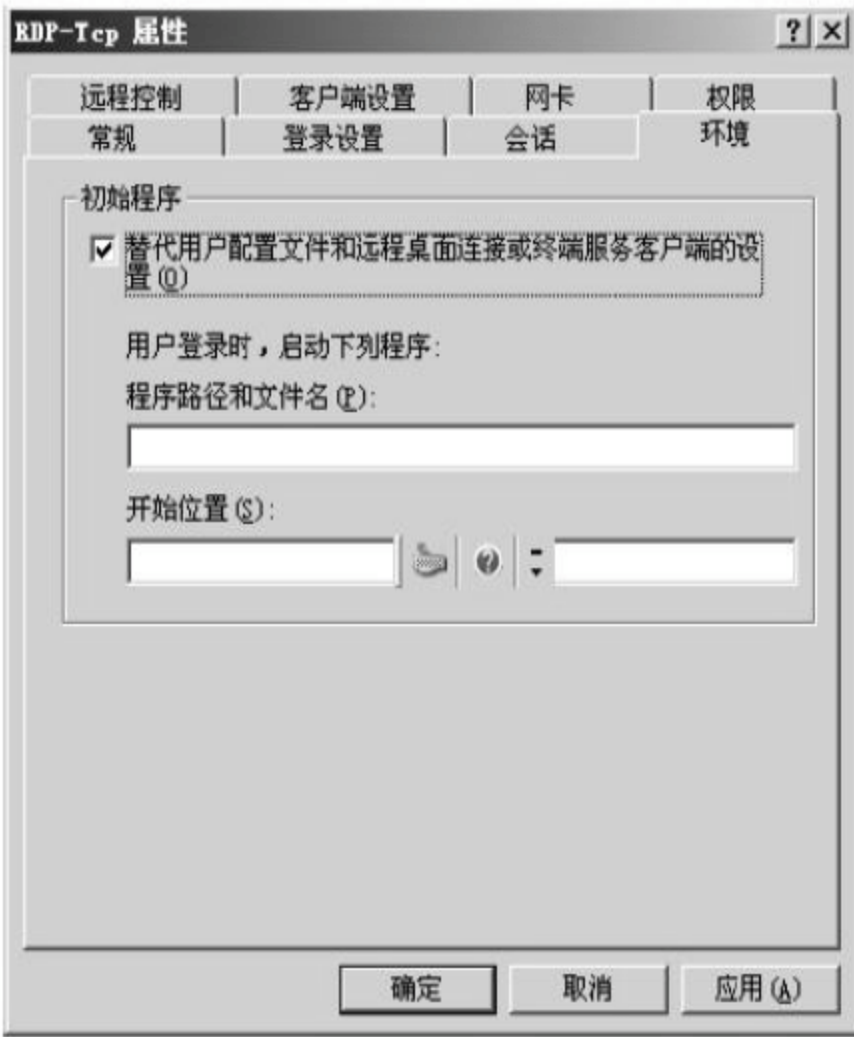 RDP-Tcp 属性
远程控制 客户端设置 网卡 权限
常规 登录设置 会话 环境
初始程序
替代用户配置文件和远程桌面连接或终端服务客户端的设
置(O)
用户登录时，启动下列程序:
程序路径和文件名(P):
开始位置(S):
确定 取消 应用(A)